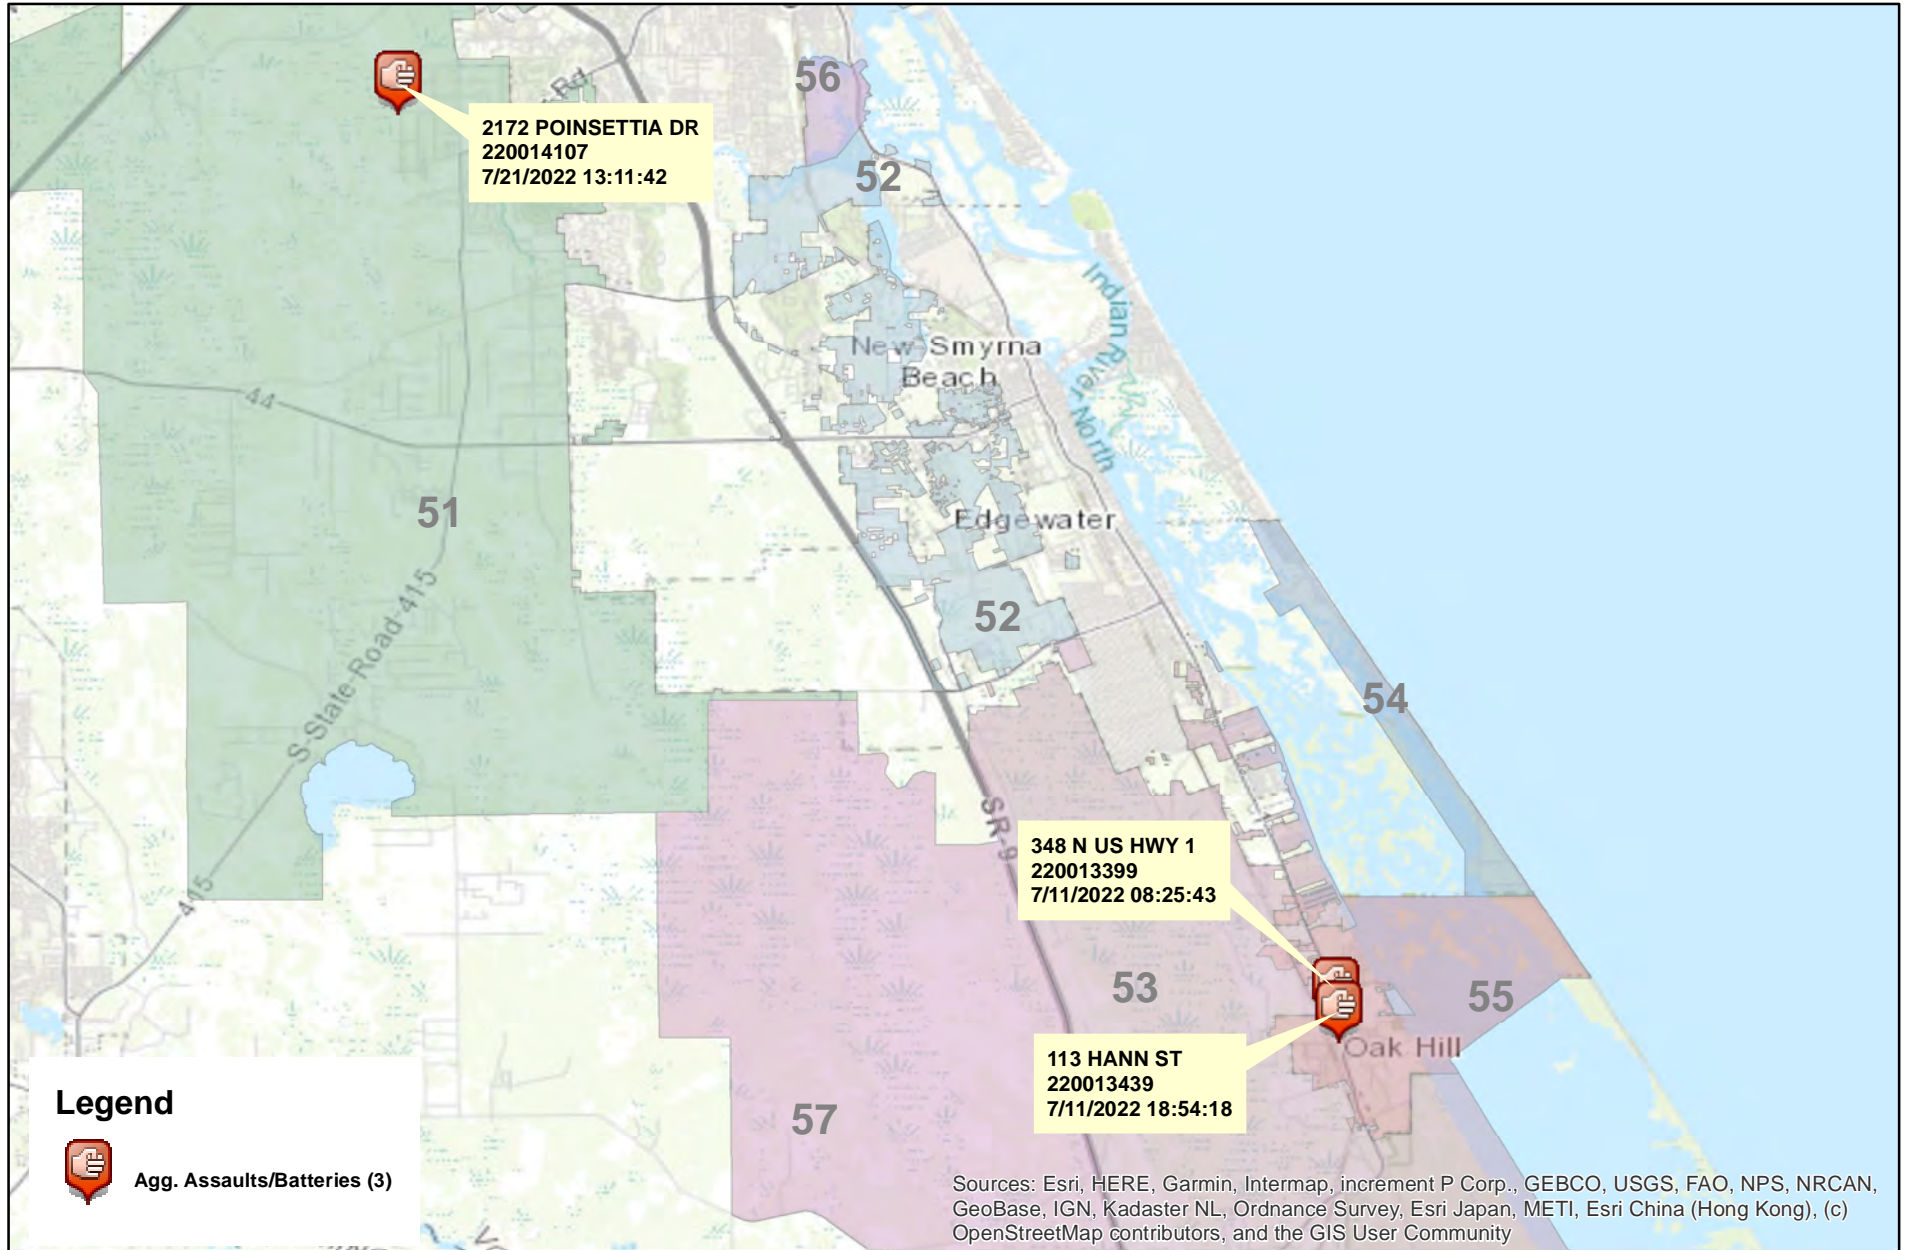 56
Rd
2172 POINSETTIA DR
220014107
7/21/2022 13:11:42
52
Indian River North
New Smyrna
Beach
44
51
Edgewater
S State Road 415
52
54
SR-9
348 N US HWY 1
220013399
7/11/2022 08:25:43
415
53
55
Oak Hill
113 HANN ST
220013439
7/11/2022 18:54:18
57
Legend
Agg. Assaults/Batteries (3)
Sources: Esri, HERE, Garmin, Intermap, increment P Corp., GEBCO, USGS, FAO, NPS, NRCAN,
GeoBase, IGN, Kadaster NL, Ordnance Survey, Esri Japan, METI, Esri China (Hong Kong), (c)
OpenStreetMap contributors, and the GIS User Community